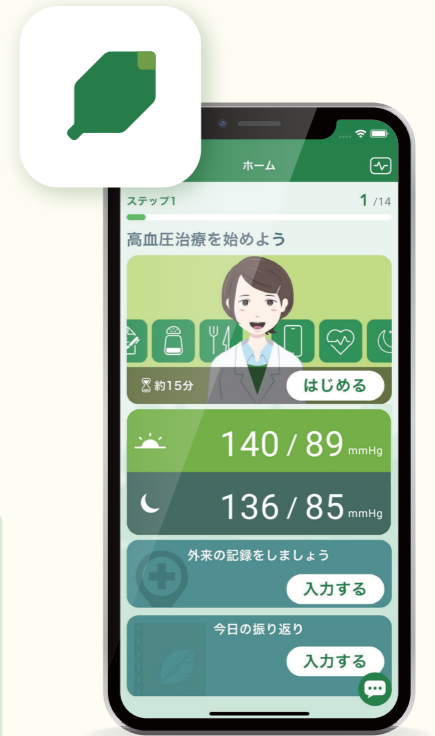 ホーム
ステップ1
1 /14
高血圧治療を始めよう
約15分
はじめる
140 / 89 mmHg
136 / 85 mmHg
外来の記録をしましょう
入力する
今日の振り返り
入力する